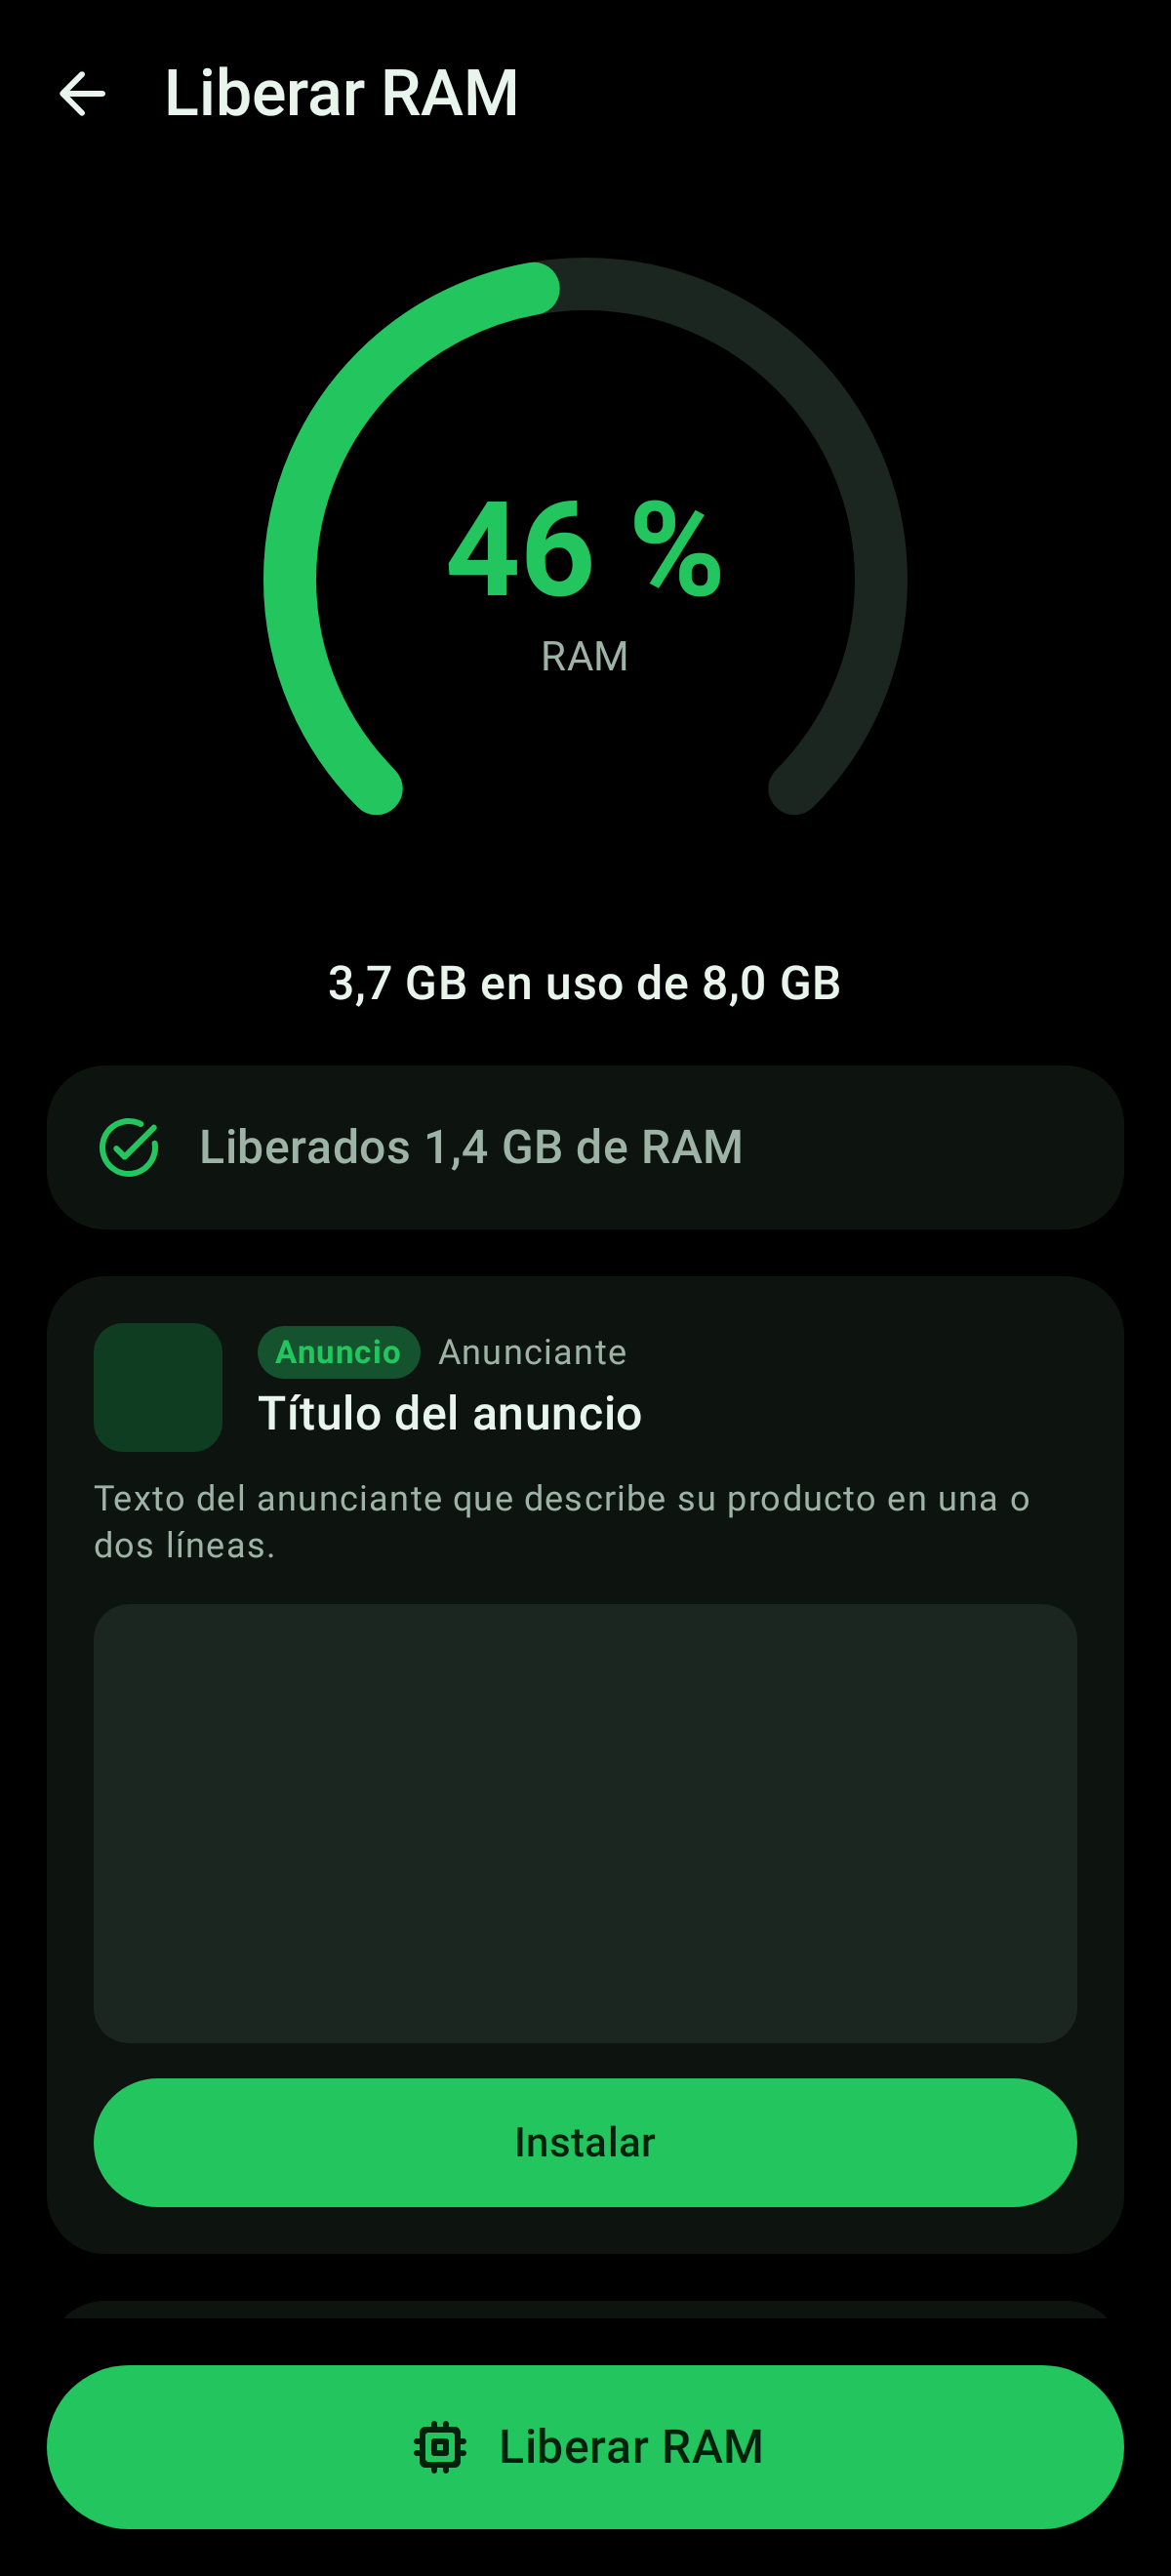 Liberar RAM
46 %
RAM
3,7 GB en uso de 8,0 GB
Liberados 1,4 GB de RAM
Anuncio Anunciante
Título del anuncio
Texto del anunciante que describe su producto en una o
dos líneas.
Instalar
Liberar RAM